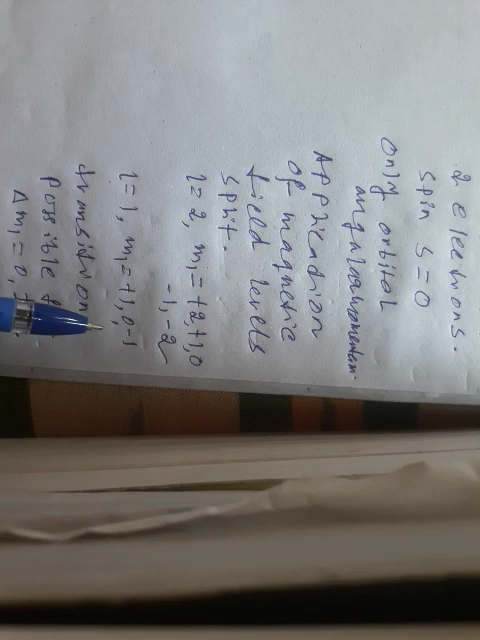 2 electrons.
spin s = 0
only orbital
angular momentum.
Application
of magnetic
field levels
split.
l = 2, ml = +2, +1, 0
-1, -2
l = 1, ml = +1, 0, -1
transition
possible
Δml = 0,